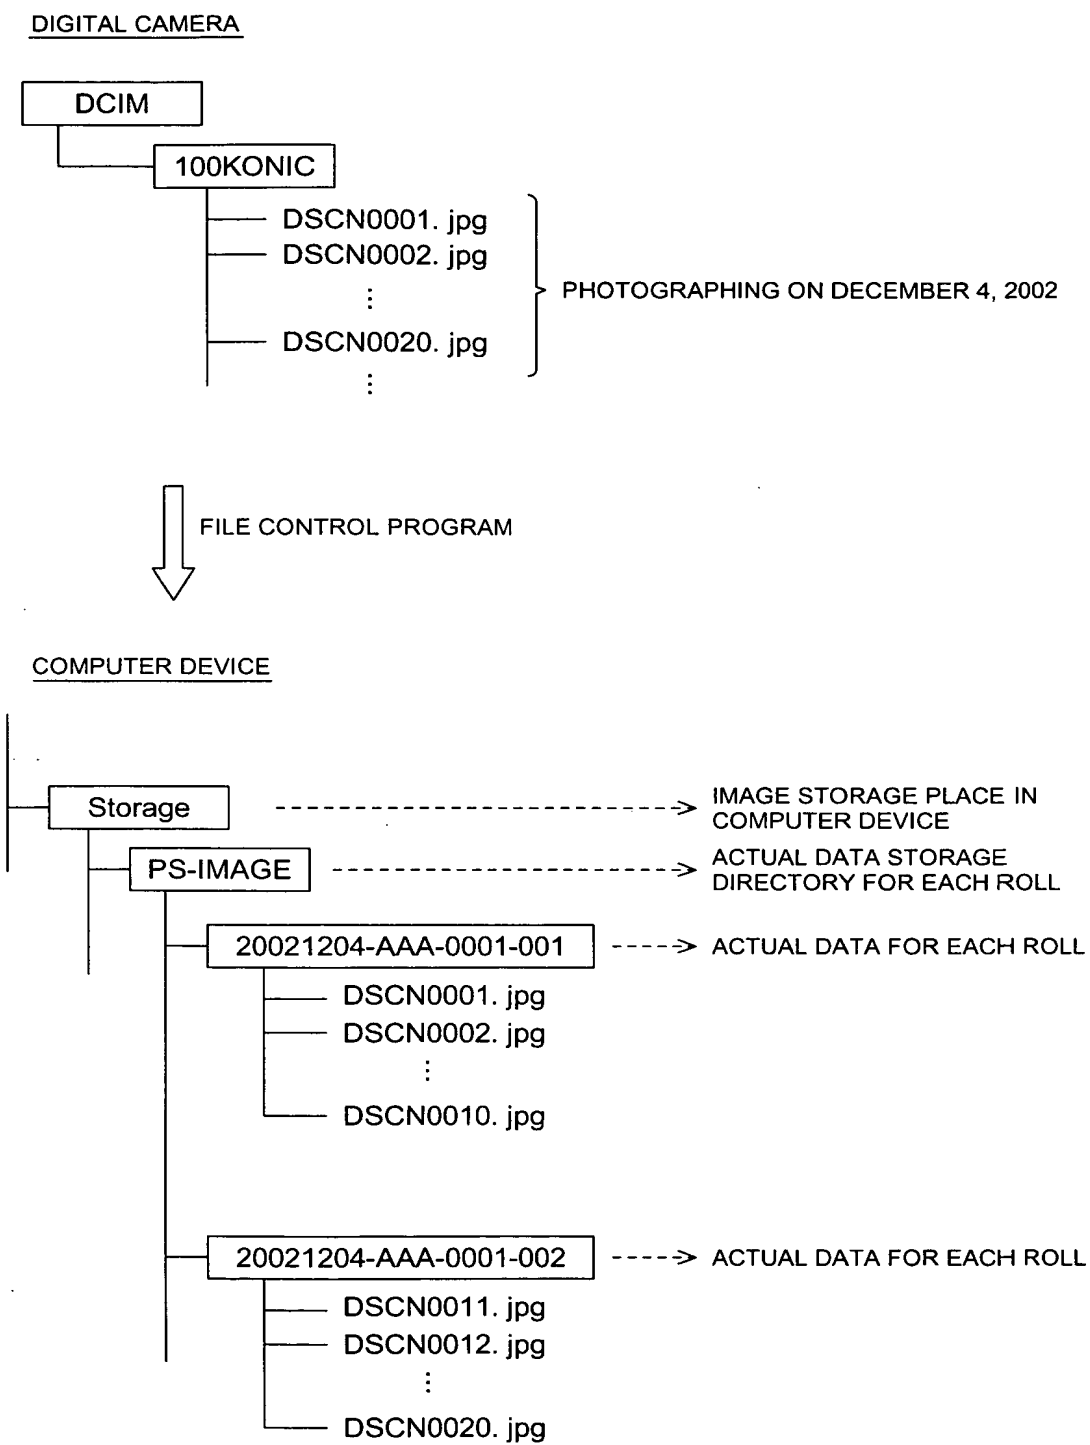 DIGITAL CAMERA
DCIM
100KONIC
DSCN0001. jpg
DSCN0002. jpg
⋮
DSCN0020. jpg
⋮
PHOTOGRAPHING ON DECEMBER 4, 2002
FILE CONTROL PROGRAM
COMPUTER DEVICE
Storage
IMAGE STORAGE PLACE IN
COMPUTER DEVICE
PS-IMAGE
ACTUAL DATA STORAGE
DIRECTORY FOR EACH ROLL
20021204-AAA-0001-001
ACTUAL DATA FOR EACH ROLL
DSCN0001. jpg
DSCN0002. jpg
⋮
DSCN0010. jpg
20021204-AAA-0001-002
ACTUAL DATA FOR EACH ROLL
DSCN0011. jpg
DSCN0012. jpg
⋮
DSCN0020. jpg